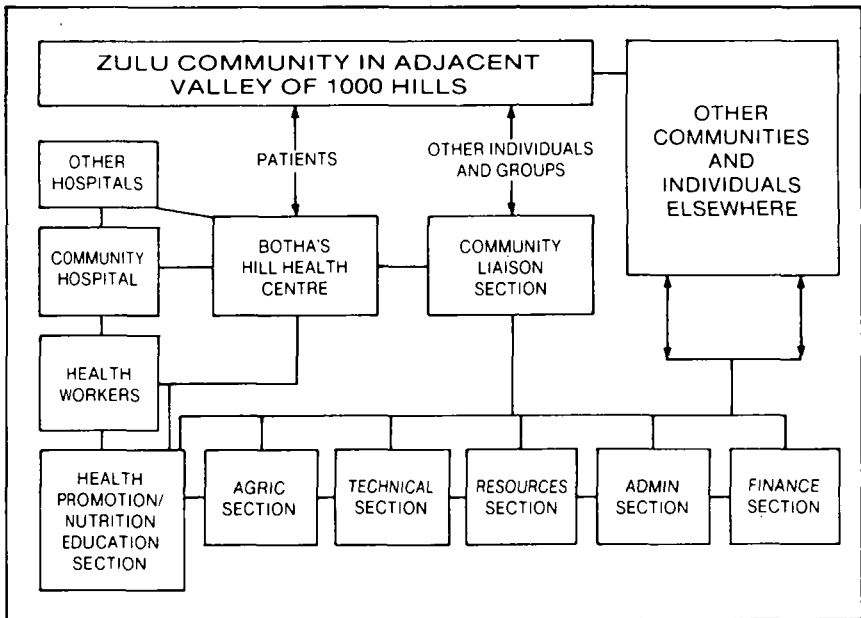 ZULU COMMUNITY IN ADJACENT
VALLEY OF 1000 HILLS
OTHER
COMMUNITIES
AND
INDIVIDUALS
ELSEWHERE
PATIENTS
OTHER INDIVIDUALS
AND GROUPS
OTHER
HOSPITALS
COMMUNITY
HOSPITAL
BOTHA'S
HILL HEALTH
CENTRE
COMMUNITY
LIAISON
SECTION
HEALTH
WORKERS
HEALTH
PROMOTION/
NUTRITION
EDUCATION
SECTION
AGRIC
SECTION
TECHNICAL
SECTION
RESOURCES
SECTION
ADMIN
SECTION
FINANCE
SECTION